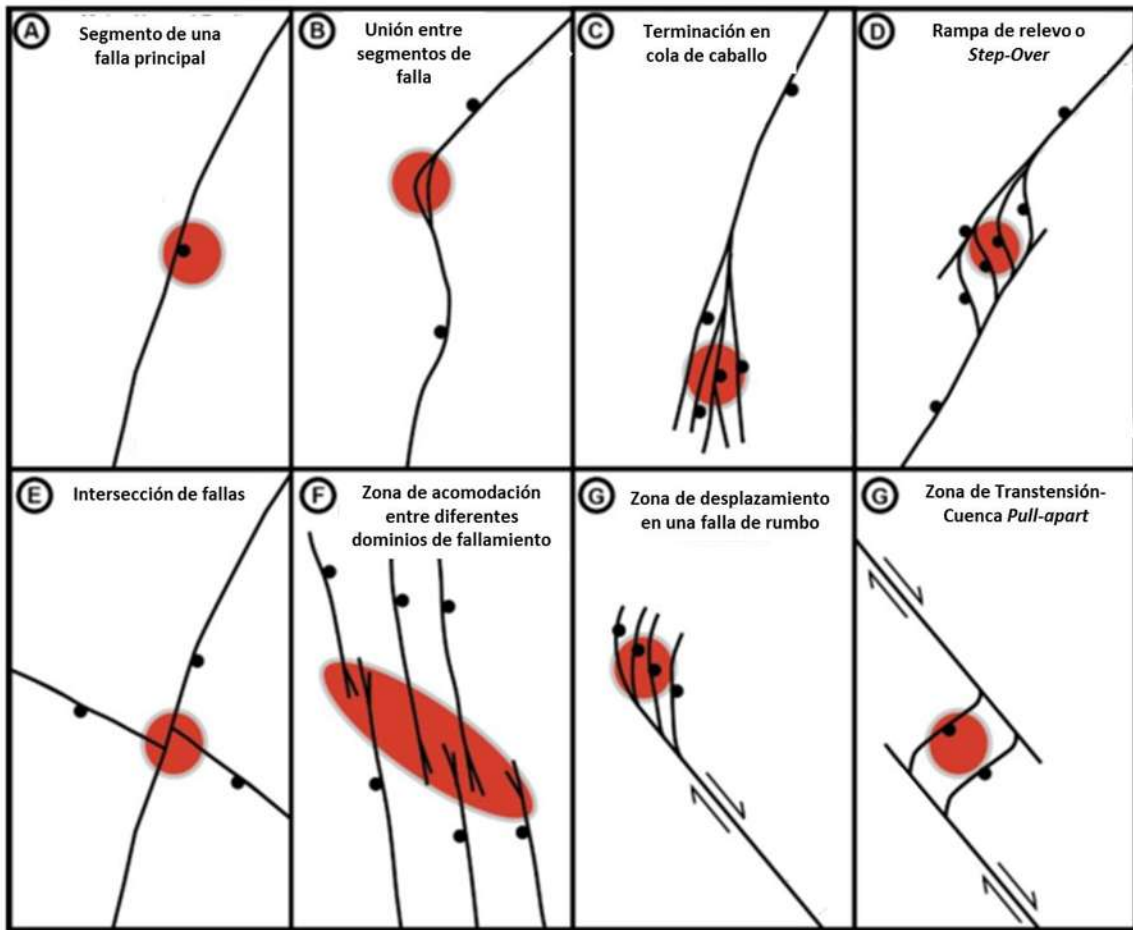 A
Segmento de una
falla principal
B
Unión entre
segmentos de
falla
C
Terminación en
cola de caballo
D
Rampa de relevo o
Step-Over
E
Intersección de fallas
F
Zona de acomodación
entre diferentes
dominios de fallamiento
G
Zona de desplazamiento
en una falla de rumbo
G
Zona de Transtensión-
Cuenca Pull-apart